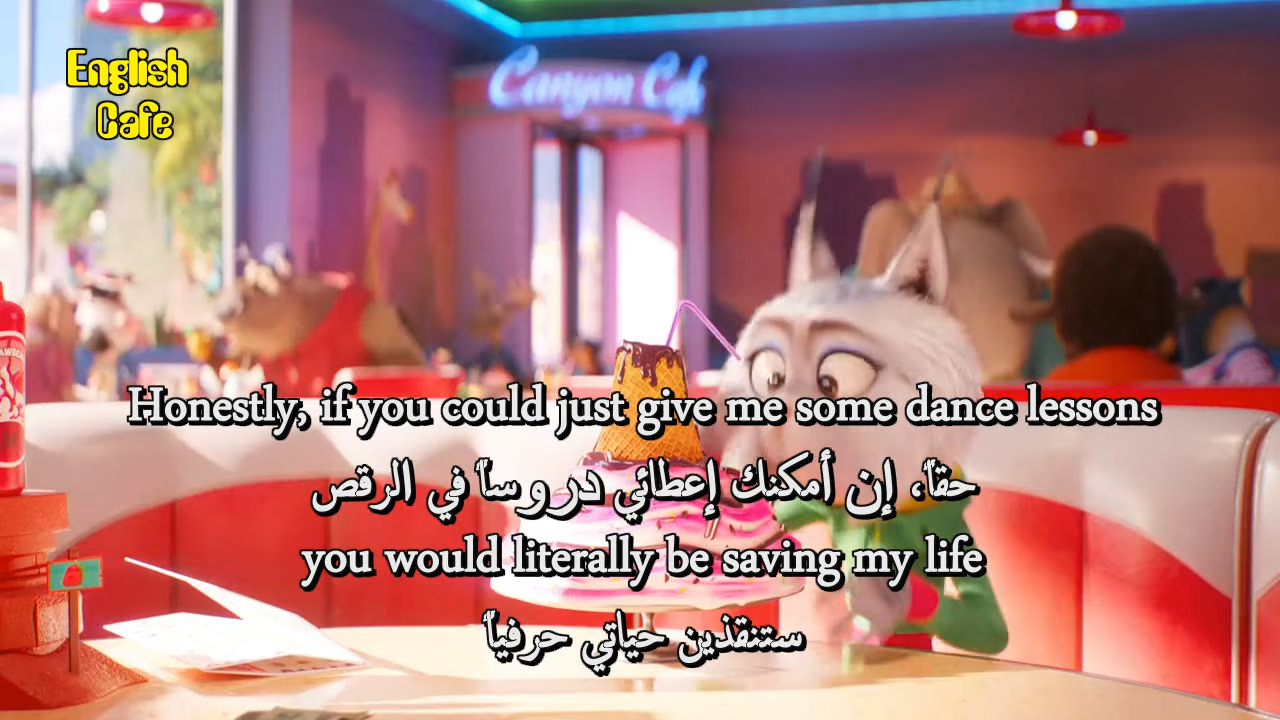 English
Cafe
Canyon Cafe
Honestly, if you could just give me some dance lessons
حقاً، إن أمكنك إعطائي دروساً في الرقص
you would literally be saving my life
ستنقذين حياتي حرفياً